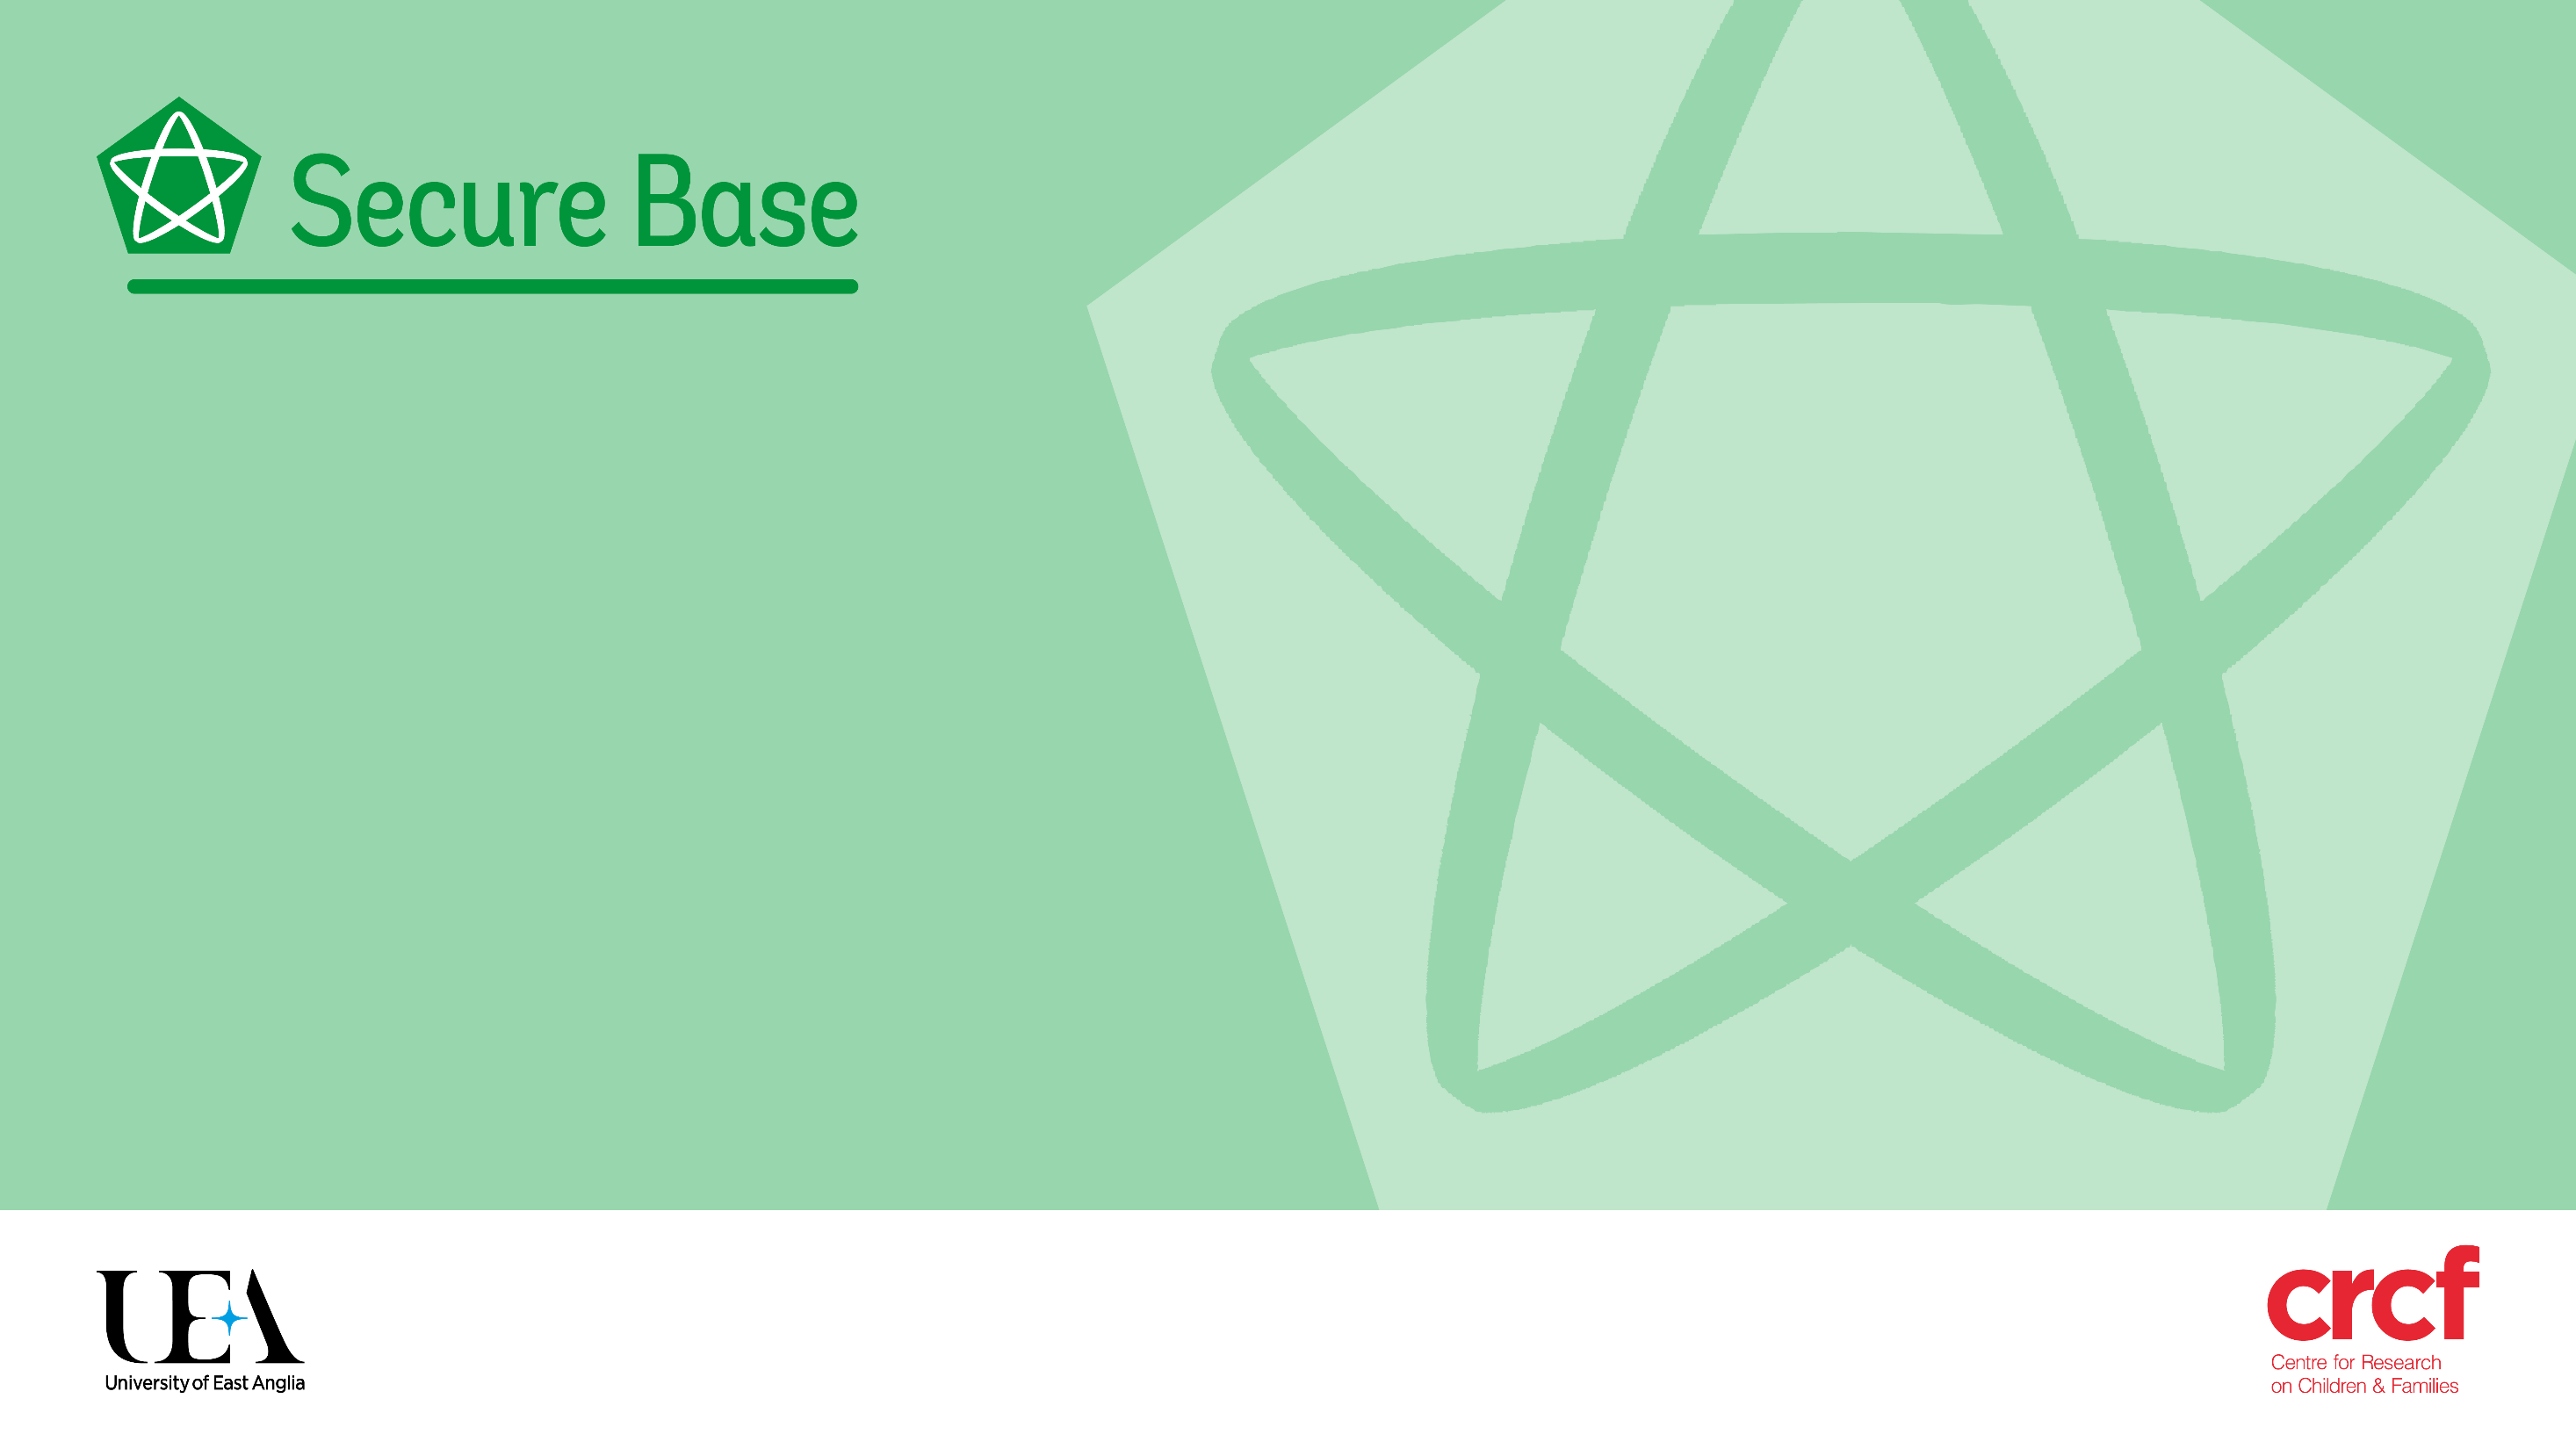 Secure Base
UEA
University of East Anglia
crcf
Centre for Research
on Children & Families